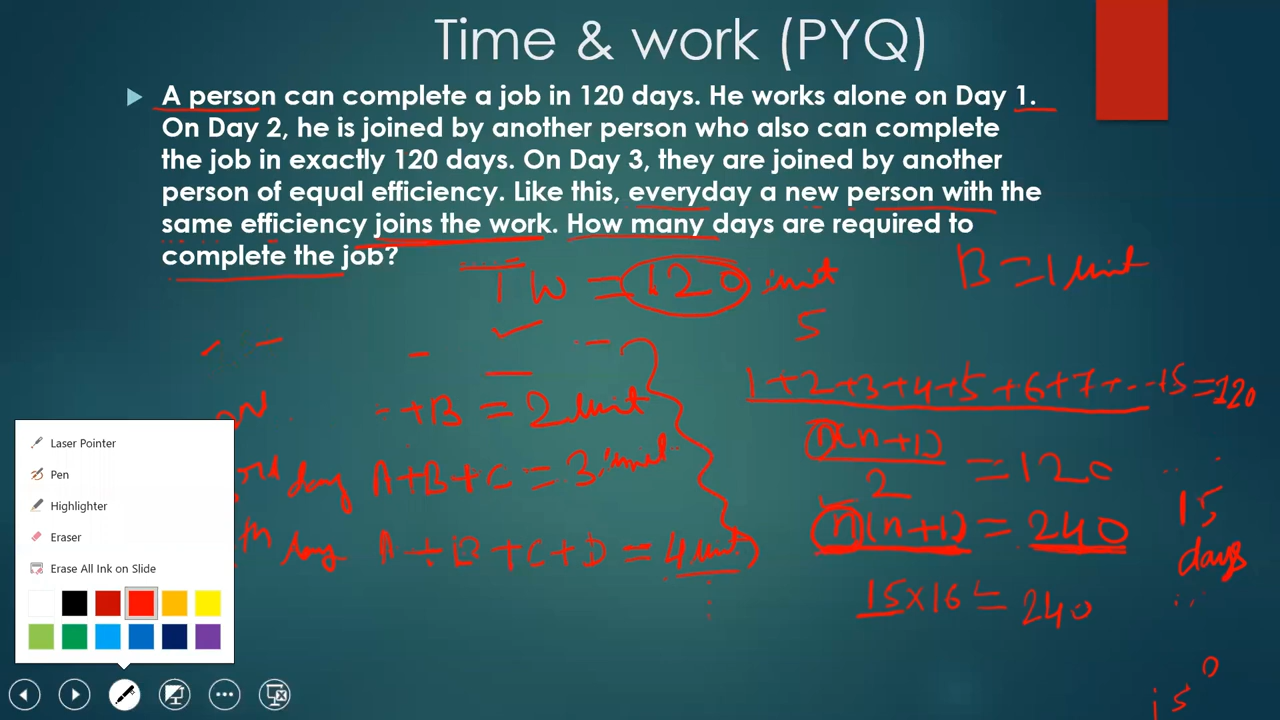 Time & work (PYQ)
A person can complete a job in 120 days. He works alone on Day 1.
On Day 2, he is joined by another person who also can complete
the job in exactly 120 days. On Day 3, they are joined by another
person of equal efficiency. Like this, everyday a new person with the
same efficiency joins the work. How many days are required to
complete the job?
TW = 120 unit
B = 1 unit
5
1+2+3+4+5+6+7+...15=120
+B = 2 unit
n(n+1)
2
= 120
day A+B+C = 3 unit
n(n+1) = 240
15
days
day A+B+C+D = 4 unit
15×16 = 240
Laser Pointer
Pen
Highlighter
Eraser
Erase All Ink on Slide